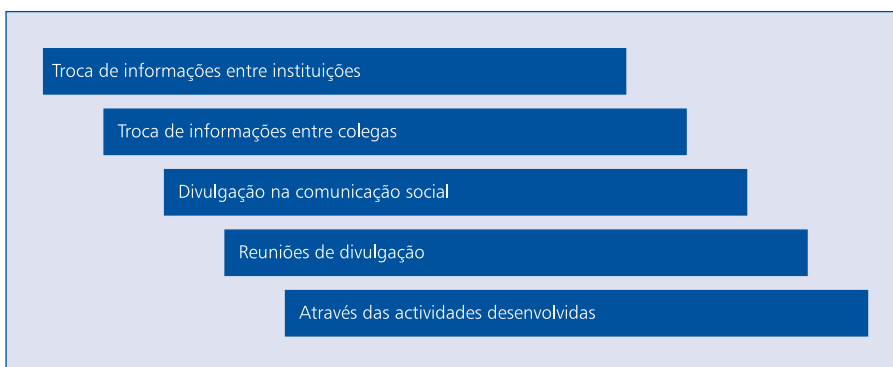 Troca de informações entre instituições
Troca de informações entre colegas
Divulgação na comunicação social
Reuniões de divulgação
Através das actividades desenvolvidas